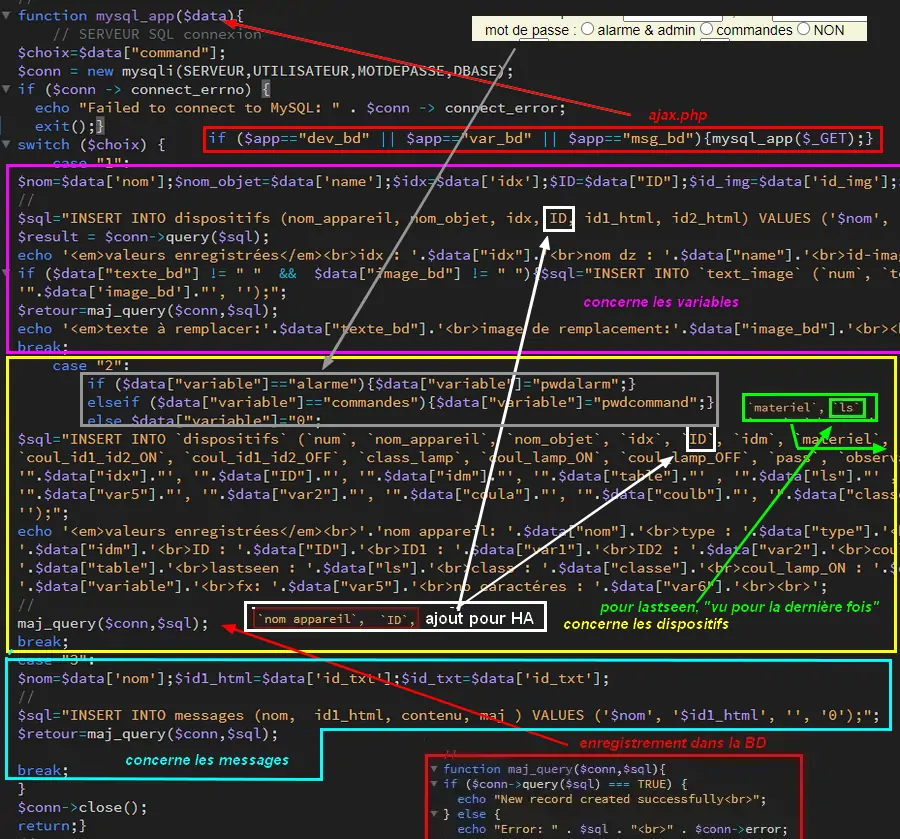 //
function mysql_app($data){
mot de passe : alarme & admin commandes NON
// SERVEUR SQL connexion
$choix=$data["command"];
$conn = new mysqli(SERVEUR,UTILISATEUR,MOTDEPASSE,DBASE);
if ($conn -> connect_errno) {
echo "Failed to connect to MySQL: " . $conn -> connect_error;
ajax.php
exit();}
if ($app=="dev_bd" || $app=="var_bd" || $app=="msg_bd"){mysql_app($_GET);}
switch ($choix) {
case "1":
$nom=$data['nom'];$nom_objet=$data['name'];$idx=$data['idx'];$ID=$data["ID"];$id_img=$data['id_img'];
//
$sql="INSERT INTO dispositifs (nom_appareil, nom_objet, idx, ID, id1_html, id2_html) VALUES ('$nom',
$result = $conn->query($sql);
echo '<em>valeurs enregistrées</em><br>idx : '.$data["idx"].'<br>nom dz : '.$data["name"].'<br>id-image
if ($data["texte_bd"] != " " && $data["image_bd"] != " "){$sql="INSERT INTO `text_image` (`num`,
'".$data['image_bd']."', '');";
concerne les variables
$retour=maj_query($conn,$sql);
echo '<em>texte à remplacer:'.$data["texte_bd"].'<br>image de remplacement:'.$data["image_bd"].'<br>
break;
case "2":
if ($data["variable"]=="alarme"){$data["variable"]="pwdalarm";}
elseif ($data["variable"]=="commandes"){$data["variable"]="pwdcommand";}
else $data["variable"]="0";
`materiel`, `ls`
$sql="INSERT INTO `dispositifs` (`num`, `nom_appareil`, `nom_objet`, `idx`, `ID`, `idm`, `materiel`,
`coul_id1_id2_ON`, `coul_id1_id2_OFF`, `class_lamp`, `coul_lamp_ON`, `coul_lamp_OFF`, `pass`, `observ
'".$data["idx"]."', '".$data["ID"]."', '".$data["idm"]."', '".$data["table"]."' , '".$data["ls"]."'
'".$data["var5"]."', '".$data["var2"]."', '".$data["coula"]."', '".$data["coulb"]."', '".$data["classe
'');";
echo '<em>valeurs enregistrées</em><br>'.'nom appareil: '.$data["nom"].'<br>type : '.$data["type"].'<
'.$data["idm"].'<br>ID : '.$data["ID"].'<br>ID1 : '.$data["var1"].'<br>ID2 : '.$data["var2"].'<br>cou
'.$data["table"].'<br>lastseen : '.$data["ls"].'<br>class : '.$data["classe"].'<br>coul_lamp_ON : '.$
'.$data["variable"].'<br>fx: '.$data["var5"].'<br>nb caractéres : '.$data["var6"].'<br><br>';
//
pour lastseen, "vu pour la dernière fois"
`nom appareil`, `ID`, ajout pour HA
maj_query($conn,$sql);
concerne les dispositifs
break;
case "3":
$nom=$data['nom'];$id1_html=$data['id_txt'];$id_txt=$data['id_txt'];
//
$sql="INSERT INTO messages (nom, id1_html, contenu, maj ) VALUES ('$nom', '$id1_html', '', '0');";
$retour=maj_query($conn,$sql);
enregistrement dans la BD
concerne les messages
break;
}
$conn->close();
return;}
//
function maj_query($conn,$sql){
if ($conn->query($sql) === TRUE) {
echo "New record created successfully<br>";
} else {
echo "Error: " . $sql . "<br>" . $conn->error;